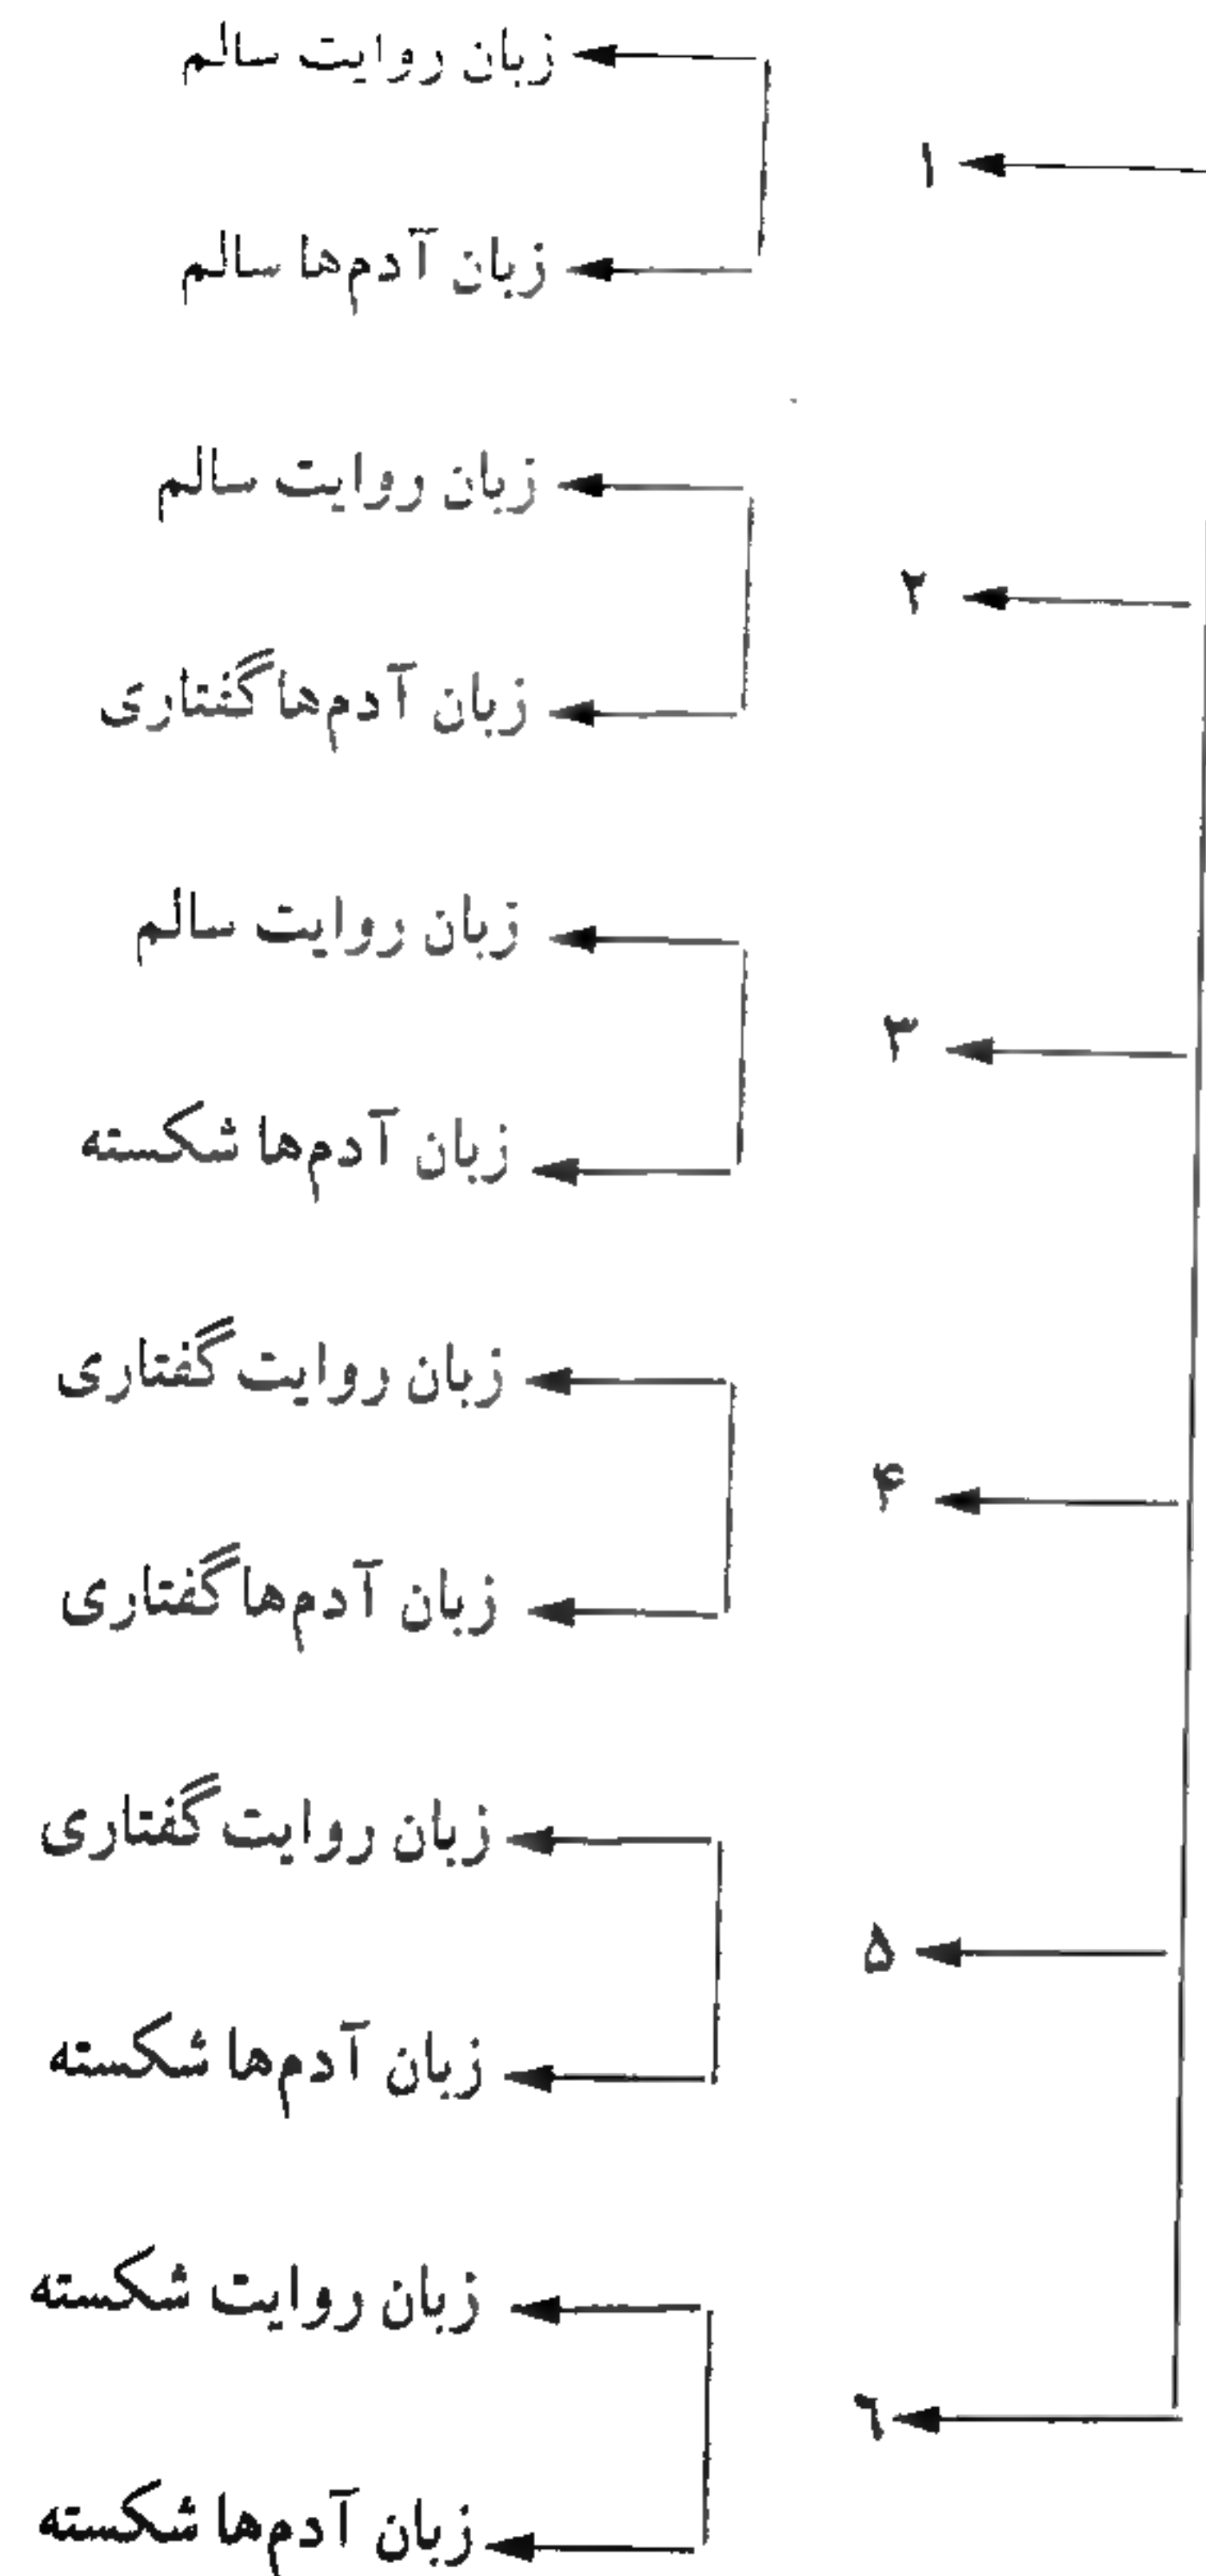 زبان روایت سالم
۱
زبان آدم‌ها سالم
زبان روایت سالم
۲
زبان آدم‌ها گفتاری
زبان روایت سالم
۳
زبان آدم‌ها شکسته
زبان روایت گفتاری
۴
زبان آدم‌ها گفتاری
زبان روایت گفتاری
۵
زبان آدم‌ها شکسته
زبان روایت شکسته
۶
زبان آدم‌ها شکسته